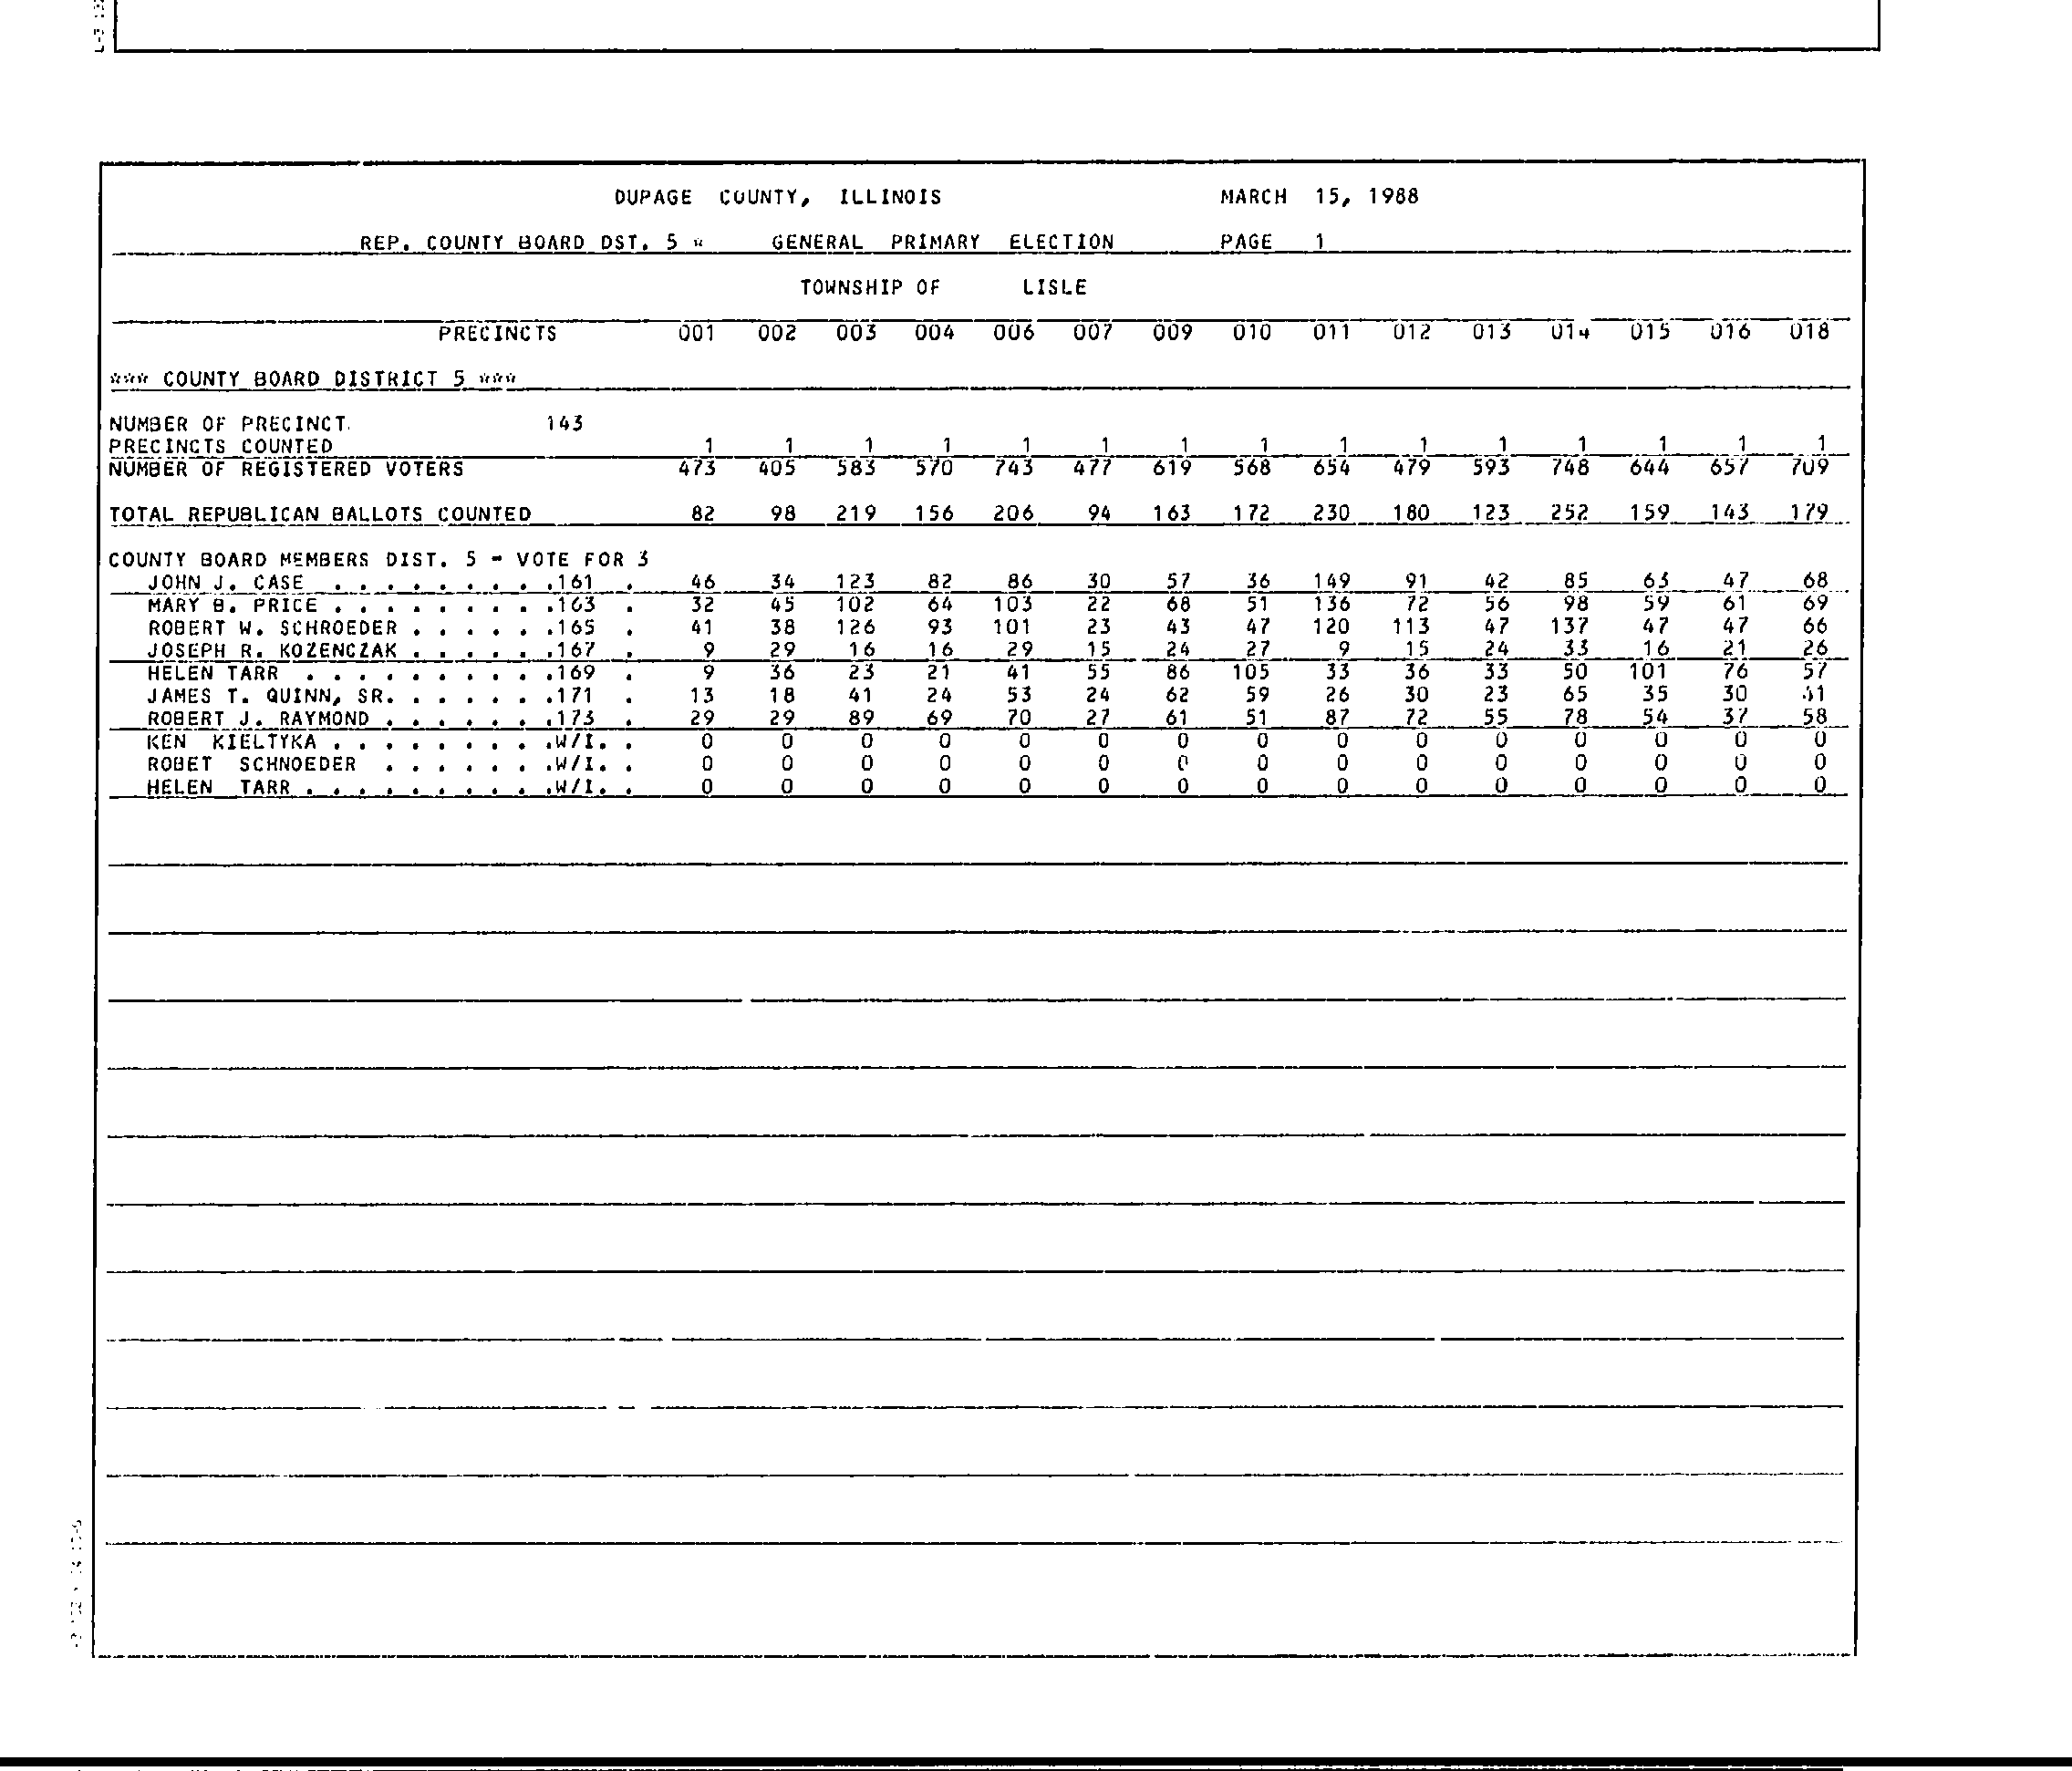 DUPAGE COUNTY, ILLINOIS MARCH 15, 1988
REP. COUNTY BOARD DST. 5 * GENERAL PRIMARY ELECTION PAGE 1
TOWNSHIP OF LISLE
PRECINCTS 001 002 003 004 006 007 009 010 011 012 013 014 015 016 018
*** COUNTY BOARD DISTRICT 5 ***
NUMBER OF PRECINCT. 143
PRECINCTS COUNTED 1 1 1 1 1 1 1 1 1 1 1 1 1 1 1
NUMBER OF REGISTERED VOTERS 473 405 583 570 743 477 619 568 654 479 593 748 644 657 709
TOTAL REPUBLICAN BALLOTS COUNTED 82 98 219 156 206 94 163 172 230 180 123 252 159 143 179
COUNTY BOARD MEMBERS DIST. 5 - VOTE FOR 3
JOHN J. CASE . . . . . . . . .161 . 46 34 123 82 86 30 57 36 149 91 42 85 63 47 68
MARY B. PRICE . . . . . . . . .163 . 32 45 102 64 103 22 68 51 136 72 56 98 59 61 69
ROBERT W. SCHROEDER . . . . . .165 . 41 38 126 93 101 23 43 47 120 113 47 137 47 47 66
JOSEPH R. KOZENCZAK . . . . . .167 . 9 29 16 16 29 15 24 27 9 15 24 33 16 21 26
HELEN TARR . . . . . . . . . .169 . 9 36 23 21 41 55 86 105 33 36 33 50 101 76 57
JAMES T. QUINN, SR. . . . . . .171 . 13 18 41 24 53 24 62 59 26 30 23 65 35 30
ROBERT J. RAYMOND . . . . . . .173 . 29 29 89 69 70 27 61 51 87 72 55 78 54 37 58
KEN KIELTYKA . . . . . . . . .W/I. . 0 0 0 0 0 0 0 0 0 0 0 0 0 0 0
ROBET SCHNOEDER . . . . . . .W/I. . 0 0 0 0 0 0 0 0 0 0 0 0 0 0 0
HELEN TARR . . . . . . . . . .W/I. . 0 0 0 0 0 0 0 0 0 0 0 0 0 0 0